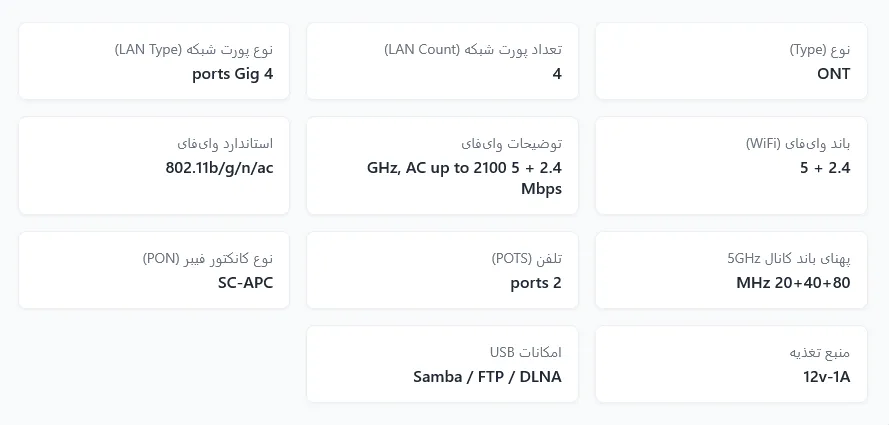 نوع (Type)
ONT
تعداد پورت شبکه (LAN Count)
4
نوع پورت شبکه (LAN Type)
ports Gig 4
باند وای‌فای (WiFi)
5 + 2.4
توضیحات وای‌فای
GHz, AC up to 2100 5 + 2.4
Mbps
استاندارد وای‌فای
802.11b/g/n/ac
پهنای باند کانال 5GHz
MHz 20+40+80
تلفن (POTS)
ports 2
نوع کانکتور فیبر (PON)
SC-APC
منبع تغذیه
12v-1A
امکانات USB
Samba / FTP / DLNA